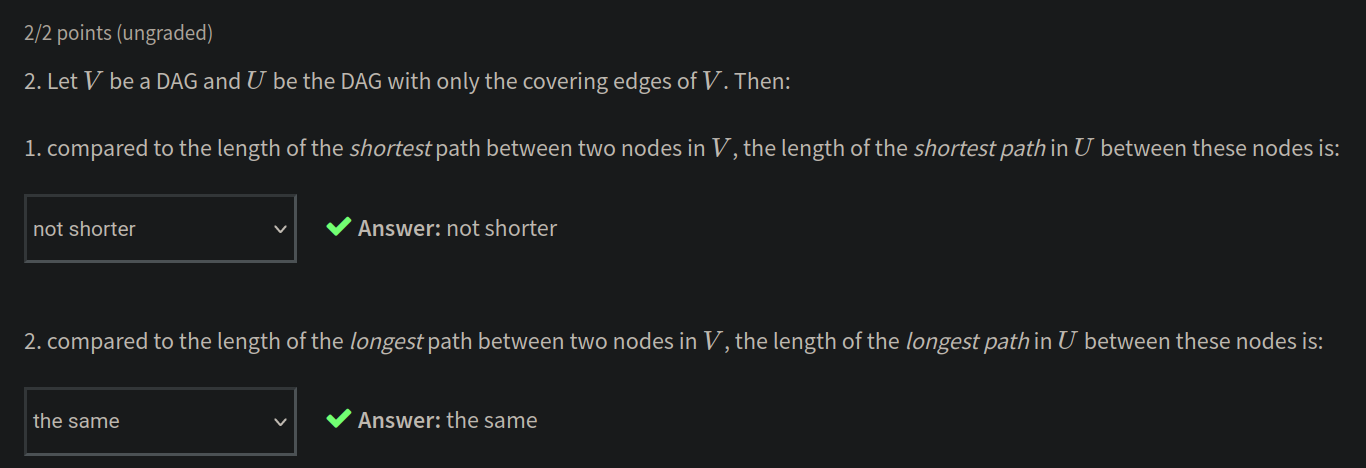 2/2 points (ungraded)
2. Let V be a DAG and U be the DAG with only the covering edges of V. Then:
1. compared to the length of the shortest path between two nodes in V, the length of the shortest path in U between these nodes is:
not shorter
Answer: not shorter
2. compared to the length of the longest path between two nodes in V, the length of the longest path in U between these nodes is:
the same
Answer: the same